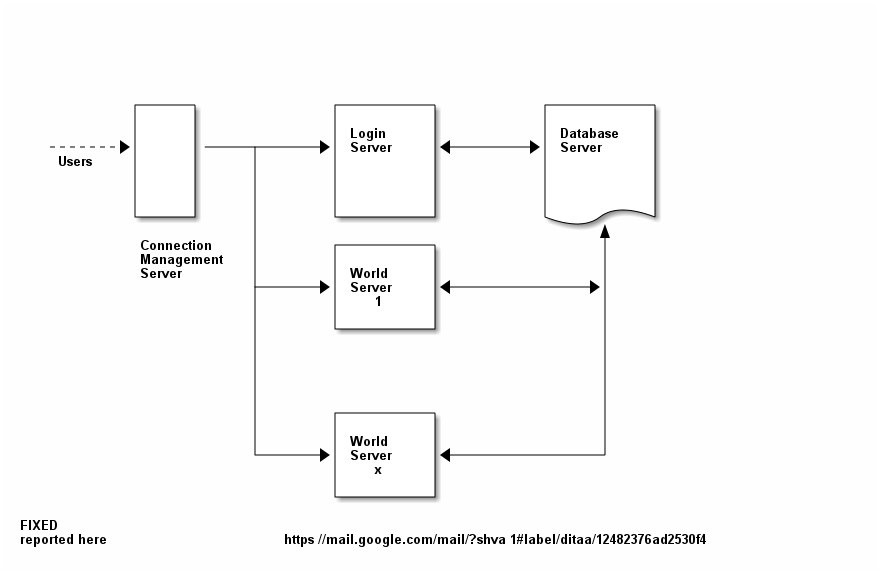 Login
Server
Database
Server
Users
Connection
Management
Server
World
Server
1
World
Server
x
FIXED
reported here
https //mail.google.com/mail/?shva 1#label/ditaa/12482376ad2530f4